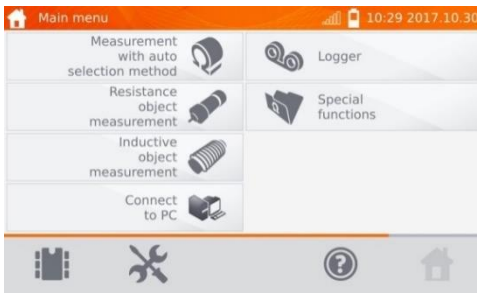 Main menu
10:29 2017.10.30
Measurement
with auto
selection method
Logger
Resistance
object
measurement
Special
functions
Inductive
object
measurement
Connect
to PC